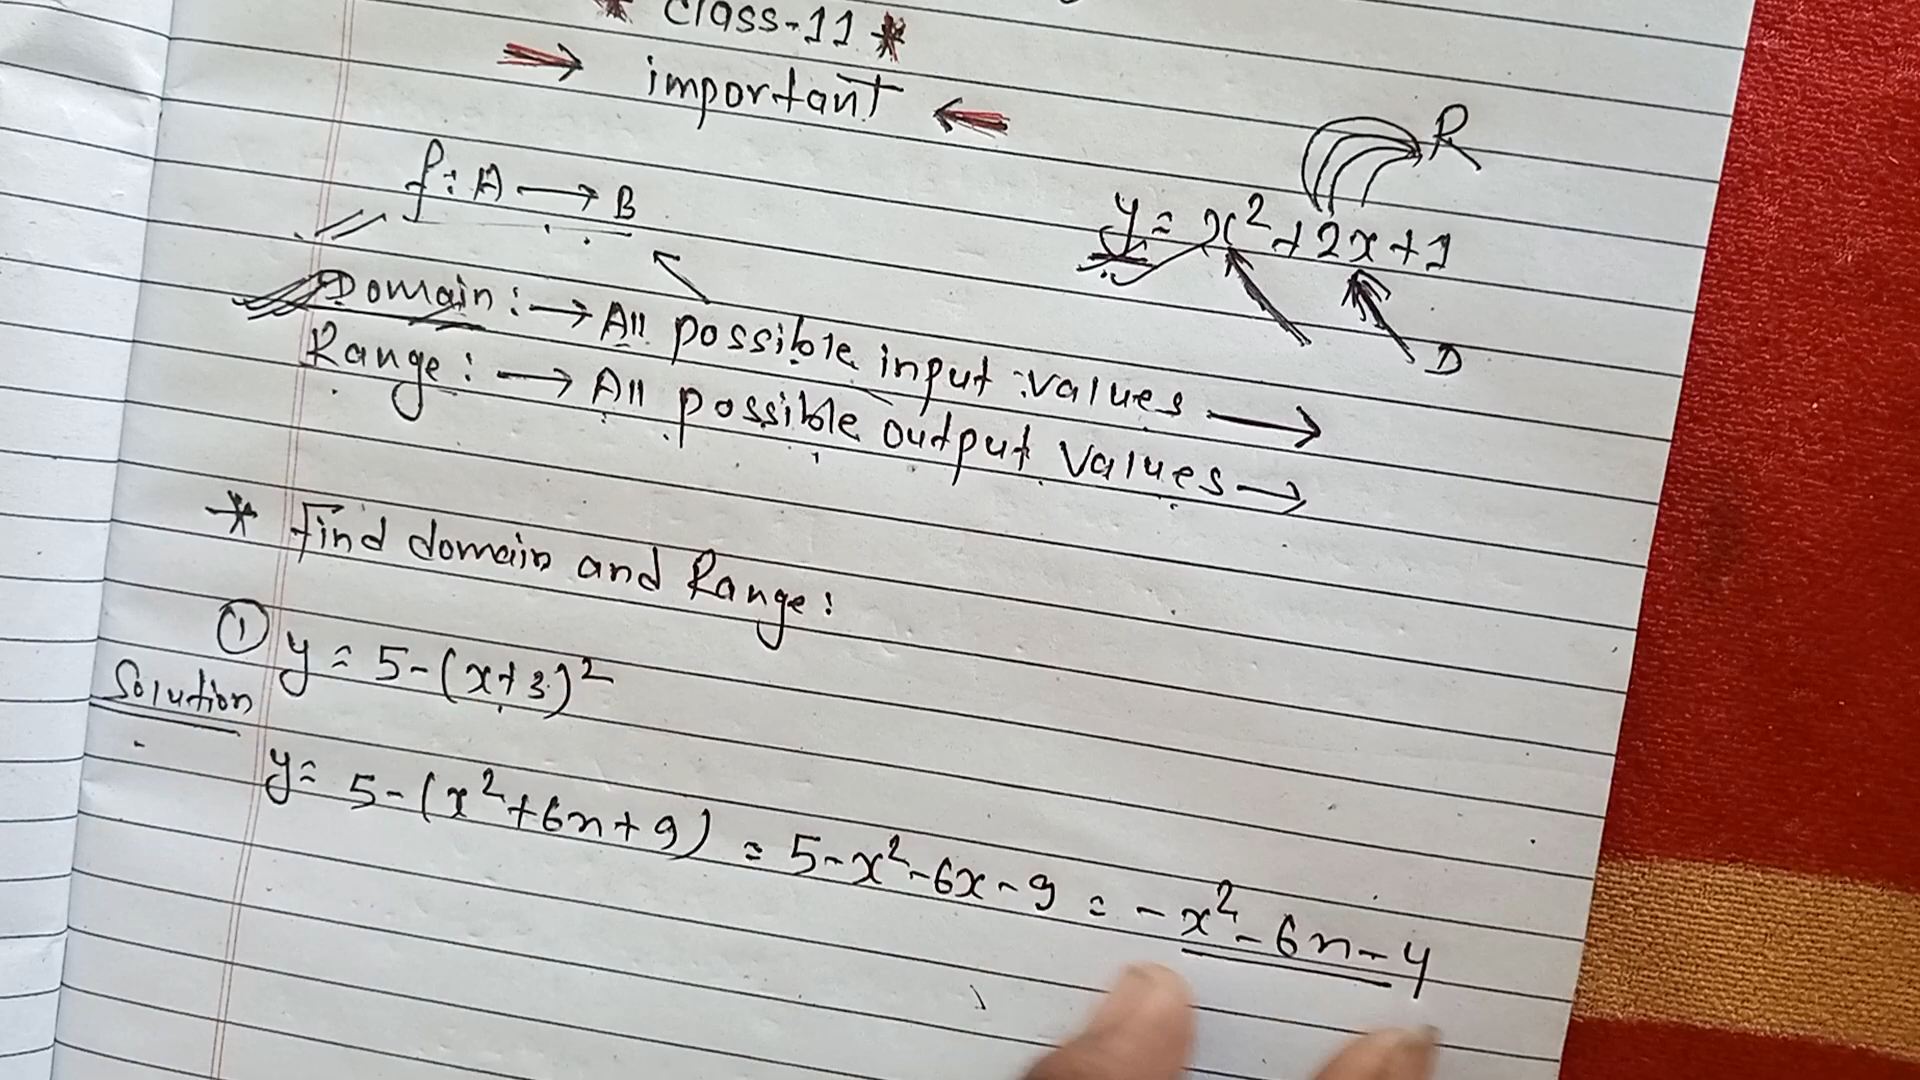 * Class-11 *
→ important ←
R
f: A → B
y = x²+2x+1
Domain : → All possible input values →
D
Range : → All possible output values →
* Find domain and Range:
① y = 5-(x+3)²
Solution
y = 5-(x²+6x+9) = 5-x²-6x-9 = -x²-6x-4